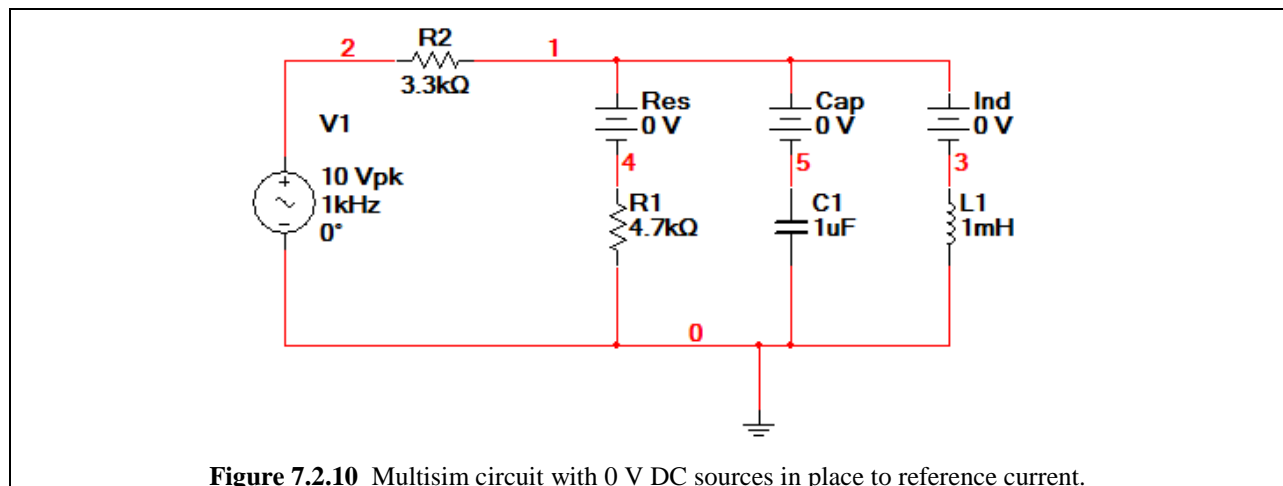 R2
2
1
3.3kΩ
Res
0 V
Cap
0 V
Ind
0 V
V1
4
5
3
10 Vpk
1kHz
0°
R1
4.7kΩ
C1
1uF
L1
1mH
0
Figure 7.2.10 Multisim circuit with 0 V DC sources in place to reference current.